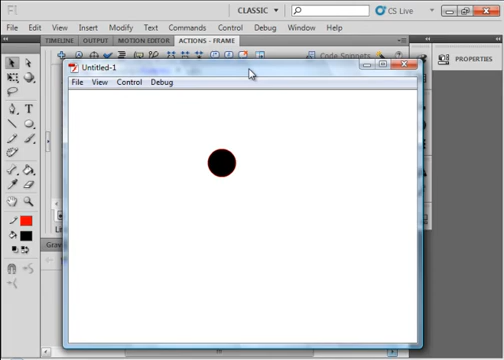 Fl CLASSIC CS Live
File Edit View Insert Modify Text Commands Control Debug Window Help
TIMELINE OUTPUT MOTION EDITOR ACTIONS - FRAME
Code Snippets PROPERTIES
Untitled-1
File View Control Debug
Grav